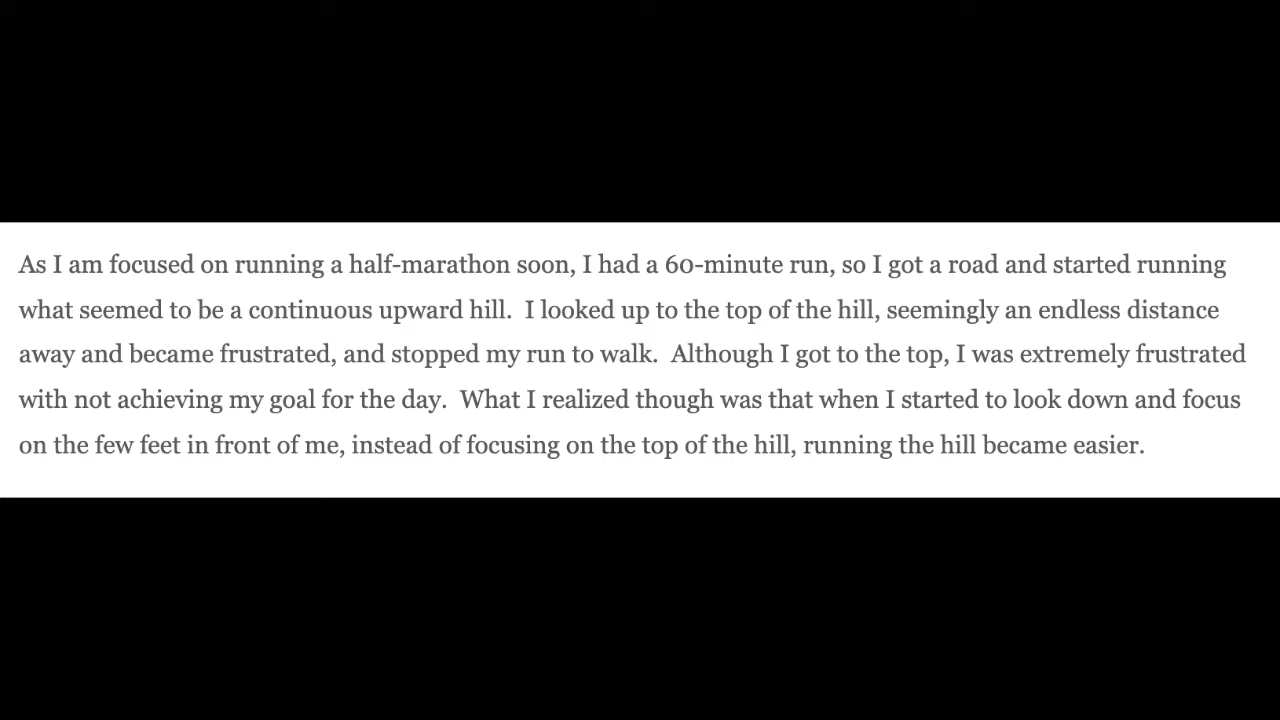 As I am focused on running a half-marathon soon, I had a 60-minute run, so I got a road and started running
what seemed to be a continuous upward hill.  I looked up to the top of the hill, seemingly an endless distance
away and became frustrated, and stopped my run to walk.  Although I got to the top, I was extremely frustrated
with not achieving my goal for the day.  What I realized though was that when I started to look down and focus
on the few feet in front of me, instead of focusing on the top of the hill, running the hill became easier.